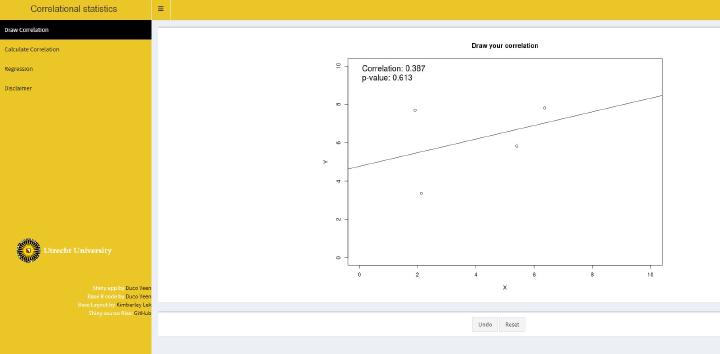 Correlational statistics
Draw Correlation
Calculate Correlation
Regression
Disclaimer
Utrecht University
Shiny app by Duco Veen
Base R code by Duco Veen
Base Layout by Kimberley Lek
Shiny source files: GitHub
Draw your correlation
Correlation: 0.387
p-value: 0.613
Y
10
8
6
4
2
0
0 2 4 6 8 10
X
Undo Reset